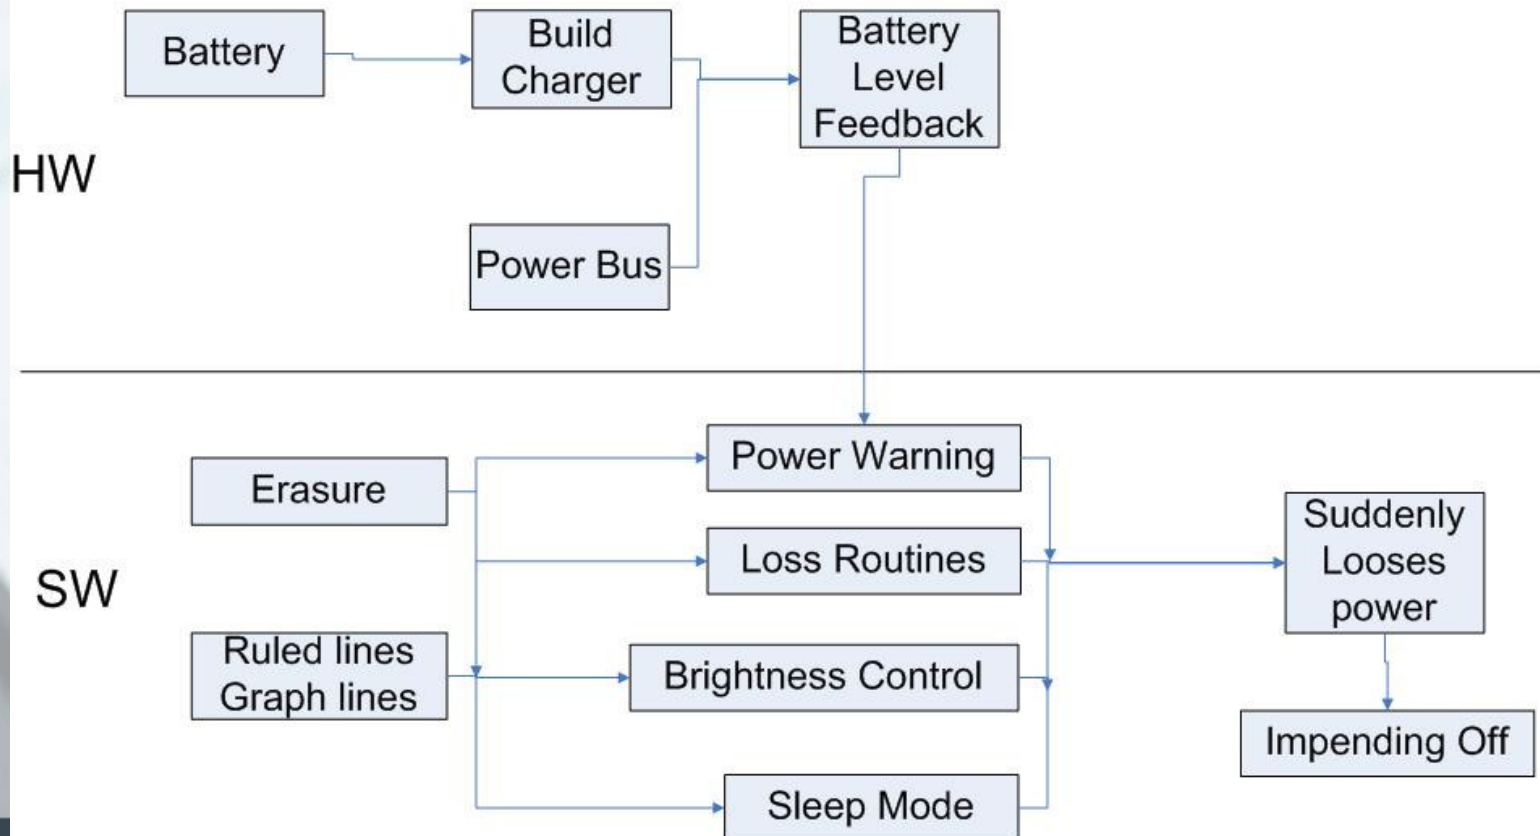 Battery
Build
Charger
Battery
Level
Feedback
HW
Power Bus
Power Warning
Erasure
Suddenly
Looses
power
Loss Routines
SW
Ruled lines
Graph lines
Brightness Control
Impending Off
Sleep Mode